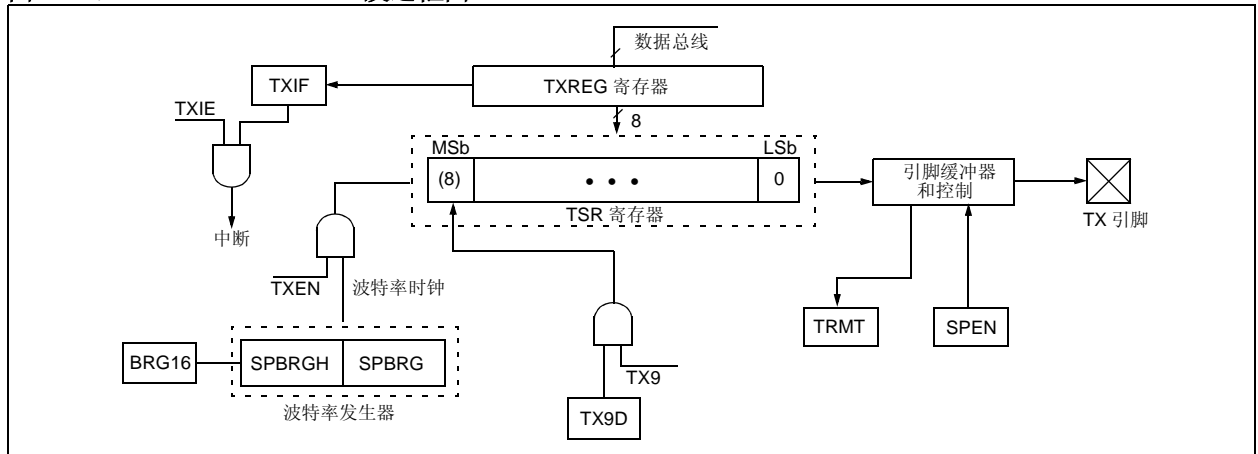 数据总线
TXREG 寄存器
TXIF
TXIE
8
MSb
LSb
(8)
• • •
0
TSR 寄存器
引脚缓冲器
和控制
TX 引脚
中断
TXEN
波特率时钟
TRMT
SPEN
BRG16
SPBRGH
SPBRG
TX9
波特率发生器
TX9D